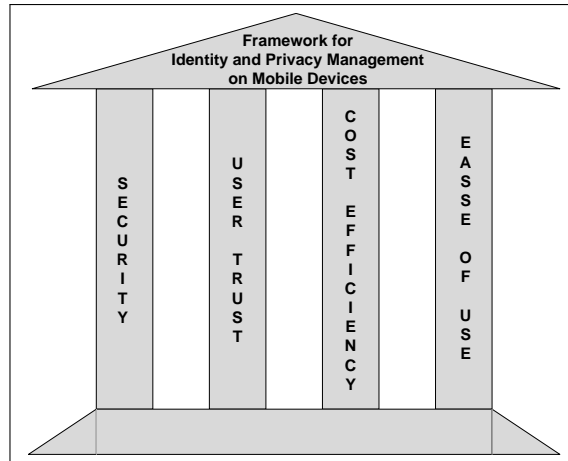 Framework for
Identity and Privacy Management
on Mobile Devices
SECURITY
USER TRUST
COST EFFICIENCY
EASSE OF USE